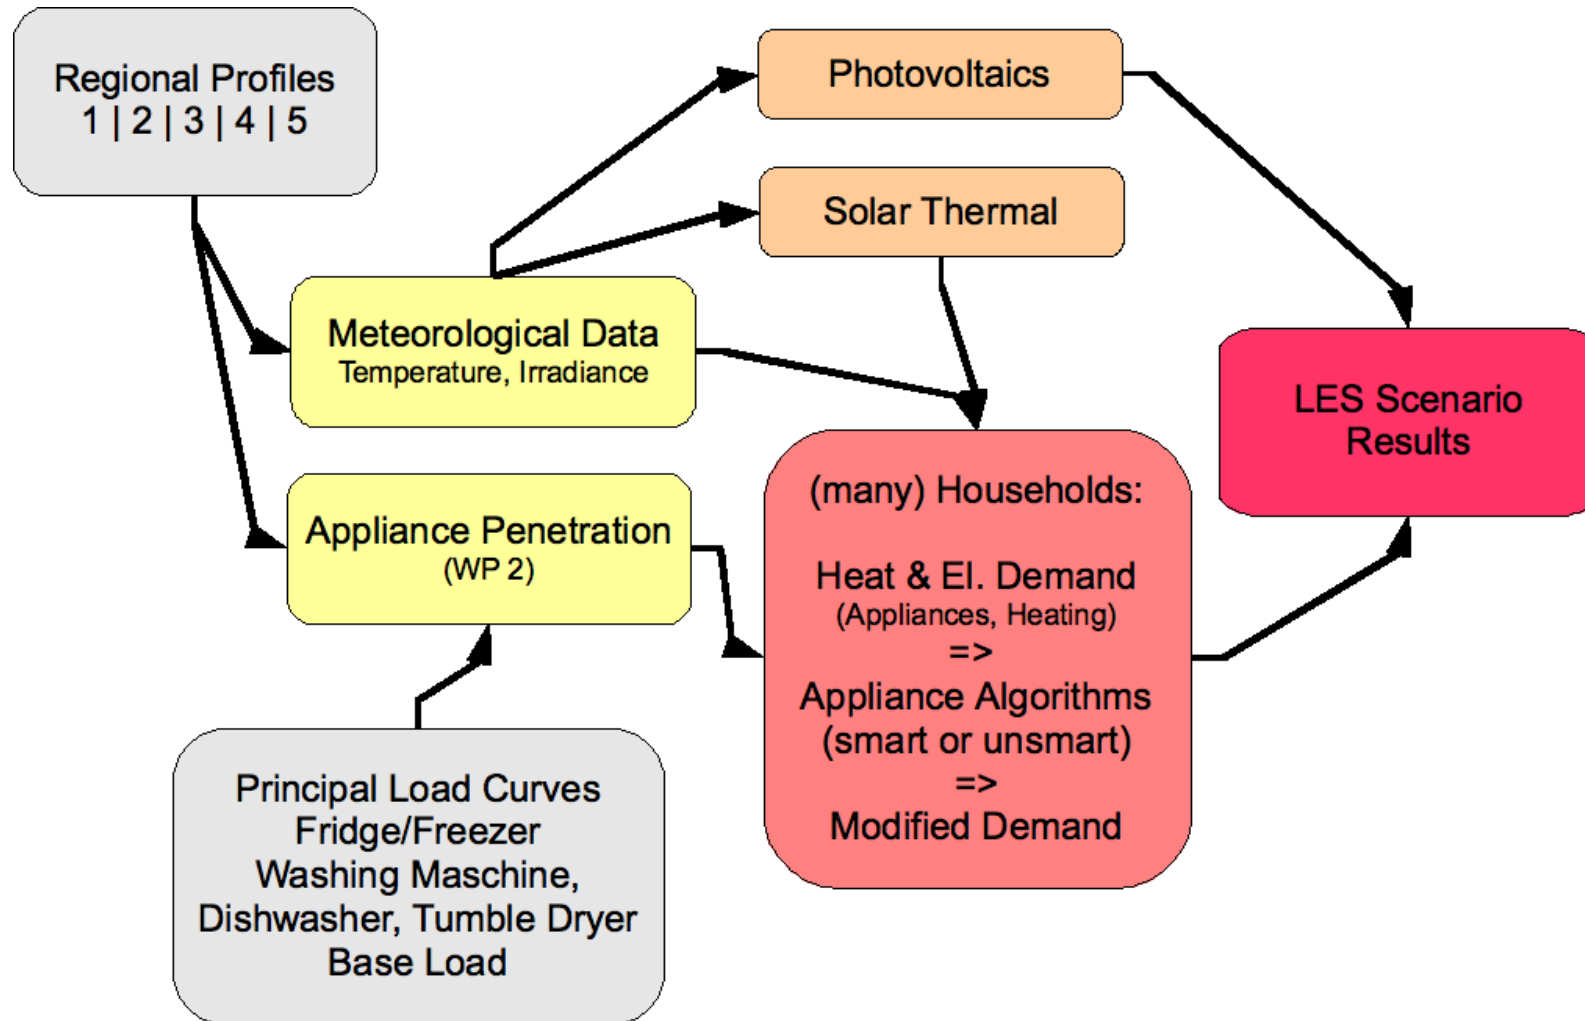 Regional Profiles
1 | 2 | 3 | 4 | 5
Photovoltaics
Solar Thermal
Meteorological Data
Temperature, Irradiance
LES Scenario
Results
Appliance Penetration
(WP 2)
(many) Households:
Heat & El. Demand
(Appliances, Heating)
=>
Appliance Algorithms
(smart or unsmart)
=>
Modified Demand
Principal Load Curves
Fridge/Freezer
Washing Maschine,
Dishwasher, Tumble Dryer
Base Load